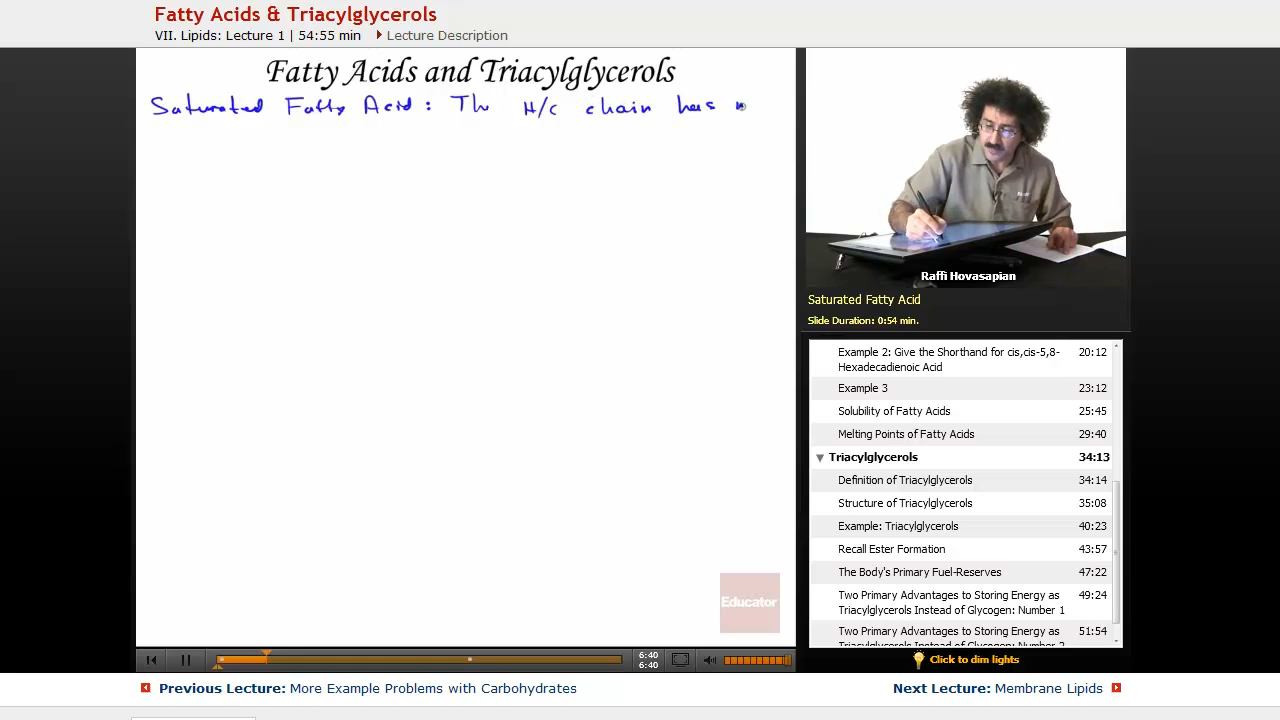 Fatty Acids & Triacylglycerols
VII. Lipids: Lecture 1 | 54:55 min
Lecture Description
Fatty Acids and Triacylglycerols
Saturated Fatty Acid: Th H/C chain has
Educator
Raffi Hovasapian
Saturated Fatty Acid
Slide Duration: 0:54 min.
Example 2: Give the Shorthand for cis,cis-5,8- 20:12
Hexadecadienoic Acid
Example 3 23:12
Solubility of Fatty Acids 25:45
Melting Points of Fatty Acids 29:40
Triacylglycerols 34:13
Definition of Triacylglycerols 34:14
Structure of Triacylglycerols 35:08
Example: Triacylglycerols 40:23
Recall Ester Formation 43:57
The Body's Primary Fuel-Reserves 47:22
Two Primary Advantages to Storing Energy as 49:24
Triacylglycerols Instead of Glycogen: Number 1
Two Primary Advantages to Storing Energy as 51:54
Triacylglycerols Instead of Glycogen: Number 2
6:40
6:40
Click to dim lights
Previous Lecture: More Example Problems with Carbohydrates
Next Lecture: Membrane Lipids